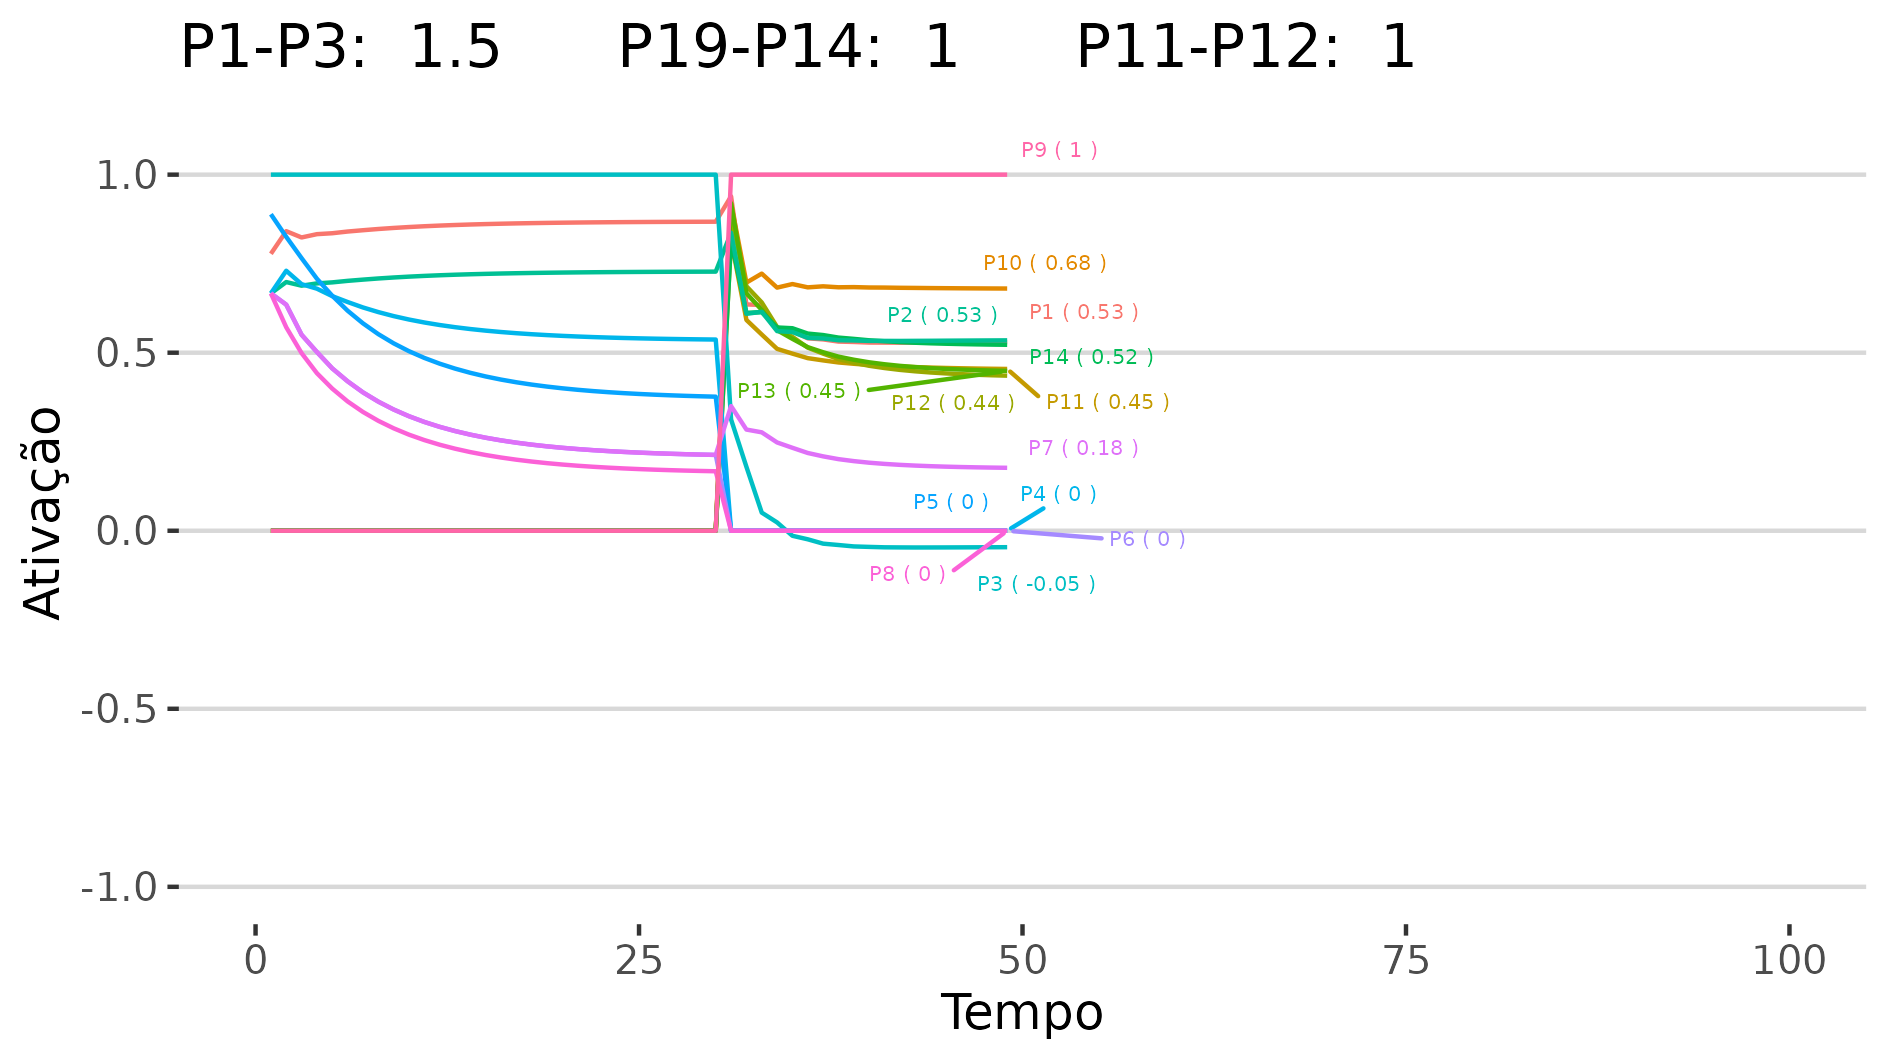 P1-P3: 1.5 P19-P14: 1 P11-P12: 1
P9 ( 1 )
1.0
P10 ( 0.68 )
P2 ( 0.53 ) P1 ( 0.53 )
0.5
P14 ( 0.52 )
P13 ( 0.45 ) P12 ( 0.44 ) P11 ( 0.45 )
P7 ( 0.18 )
P5 ( 0 ) P4 ( 0 )
0.0
P6 ( 0 )
P8 ( 0 ) P3 ( -0.05 )
-0.5
-1.0
Ativação
0 25 50 75 100
Tempo